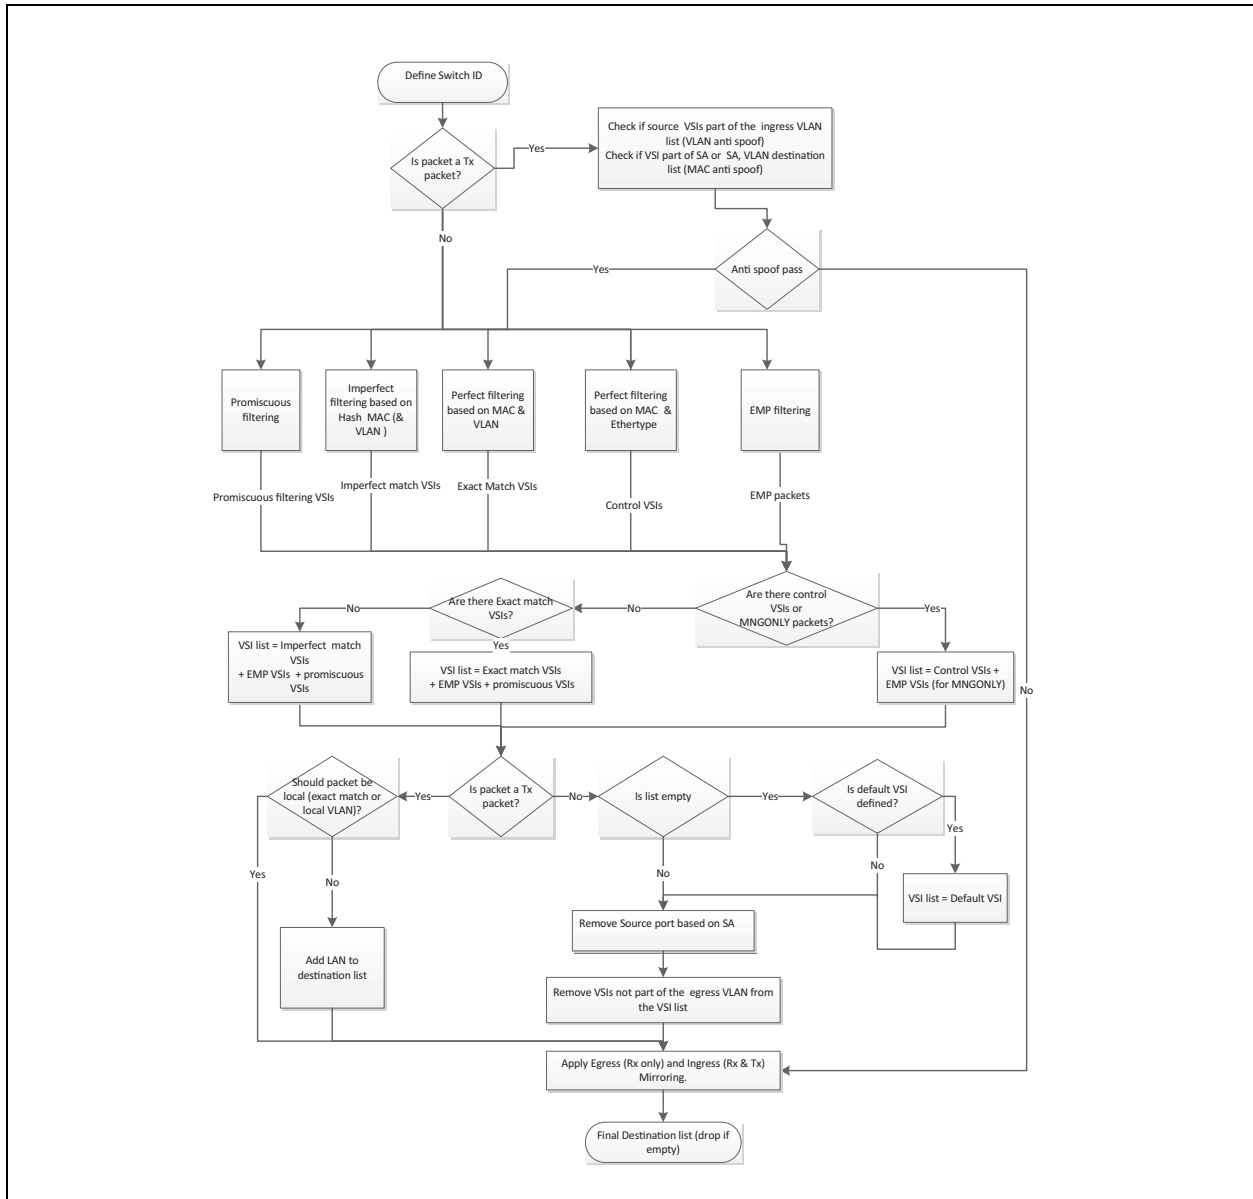 Define Switch ID
Is packet a Tx
packet?
Yes
Check if source VSIs part of the ingress VLAN
list (VLAN anti spoof)
Check if VSI part of SA or SA, VLAN destination
list (MAC anti spoof)
No
Yes
Anti spoof pass
Promiscuous
filtering
Imperfect
filtering based on
Hash MAC (&
VLAN )
Perfect filtering
based on MAC &
VLAN
Perfect filtering
based on MAC &
Ethertype
EMP filtering
Promiscuous filtering VSIs
Imperfect match VSIs
Exact Match VSIs
Control VSIs
EMP packets
Are there Exact match
VSIs?
Are there control
VSIs or
MNGONLY packets?
No
No
Yes
Yes
VSI list = Imperfect match
VSIs
+ EMP VSIs + promiscuous
VSIs
VSI list = Exact match VSIs
+ EMP VSIs + promiscuous VSIs
VSI list = Control VSIs +
EMP VSIs (for MNGONLY)
No
Should packet be
local (exact match or
local VLAN)?
Yes
Is packet a Tx
packet?
No
Is list empty
Yes
Is default VSI
defined?
Yes
Yes
No
No
No
VSI list = Default VSI
Remove Source port based on SA
Add LAN to
destination list
Remove VSIs not part of the egress VLAN from
the VSI list
Apply Egress (Rx only) and Ingress (Rx & Tx)
Mirroring.
Final Destination list (drop if
empty)